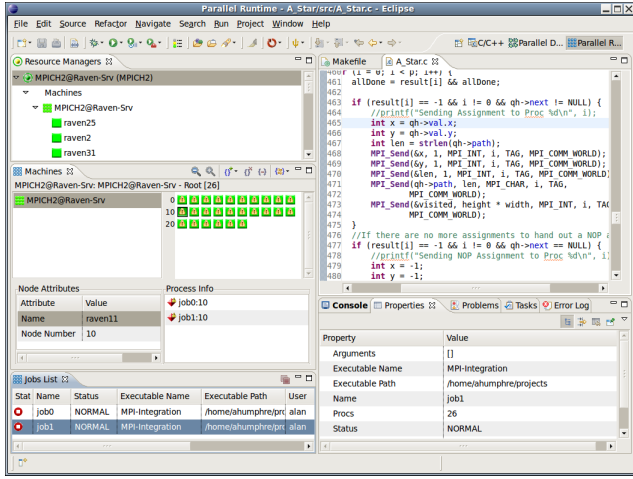 Parallel Runtime - A_Star/src/A_Star.c - Eclipse
File Edit Source Refactor Navigate Search Run Project Window Help
C/C++ Parallel D... Parallel R...
Resource Managers
MPICH2@Raven-Srv (MPICH2)
Machines
MPICH2@Raven-Srv
raven25
raven2
raven31
Machines
MPICH2@Raven-Srv: MPICH2@Raven-Srv - Root [26]
MPICH2@Raven-Srv
0
10
20
Node Attributes
Attribute Value
Name raven11
Node Number 10
Process Info
job0:10
job1:10
Jobs List
Stat Name Status Executable Name Executable Path User
job0 NORMAL MPI-Integration /home/ahumphre/pro alan
job1 NORMAL MPI-Integration /home/ahumphre/pro alan
Makefile A_Star.c
460 r (i = 0; i < p; i++) {
461 allDone = result[i] && allDone;
462
463 if (result[i] == -1 && i != 0 && qh->next != NULL) {
464 //printf("Sending Assignment to Proc %d\n", i);
465 int x = qh->val.x;
466 int y = qh->val.y;
467 int len = strlen(qh->path);
468 MPI_Send(&x, 1, MPI_INT, i, TAG, MPI_COMM_WORLD);
469 MPI_Send(&y, 1, MPI_INT, i, TAG, MPI_COMM_WORLD);
470 MPI_Send(&len, 1, MPI_INT, i, TAG, MPI_COMM_WORLD)
471 MPI_Send(qh->path, len, MPI_CHAR, i, TAG,
472 MPI_COMM_WORLD);
473 MPI_Send(&visited, height * width, MPI_INT, i, TAG
474 MPI_COMM_WORLD);
475 }
476 //If there are no more assignments to hand out a NOP a
477 if (result[i] == -1 && i != 0 && qh->next == NULL) {
478 //printf("Sending NOP Assignment to Proc %d\n", i)
479 int x = -1;
480 int y = -1;
Console Properties Problems Tasks Error Log
Property Value
Arguments []
Executable Name MPI-Integration
Executable Path /home/ahumphre/projects
Name job1
Procs 26
Status NORMAL